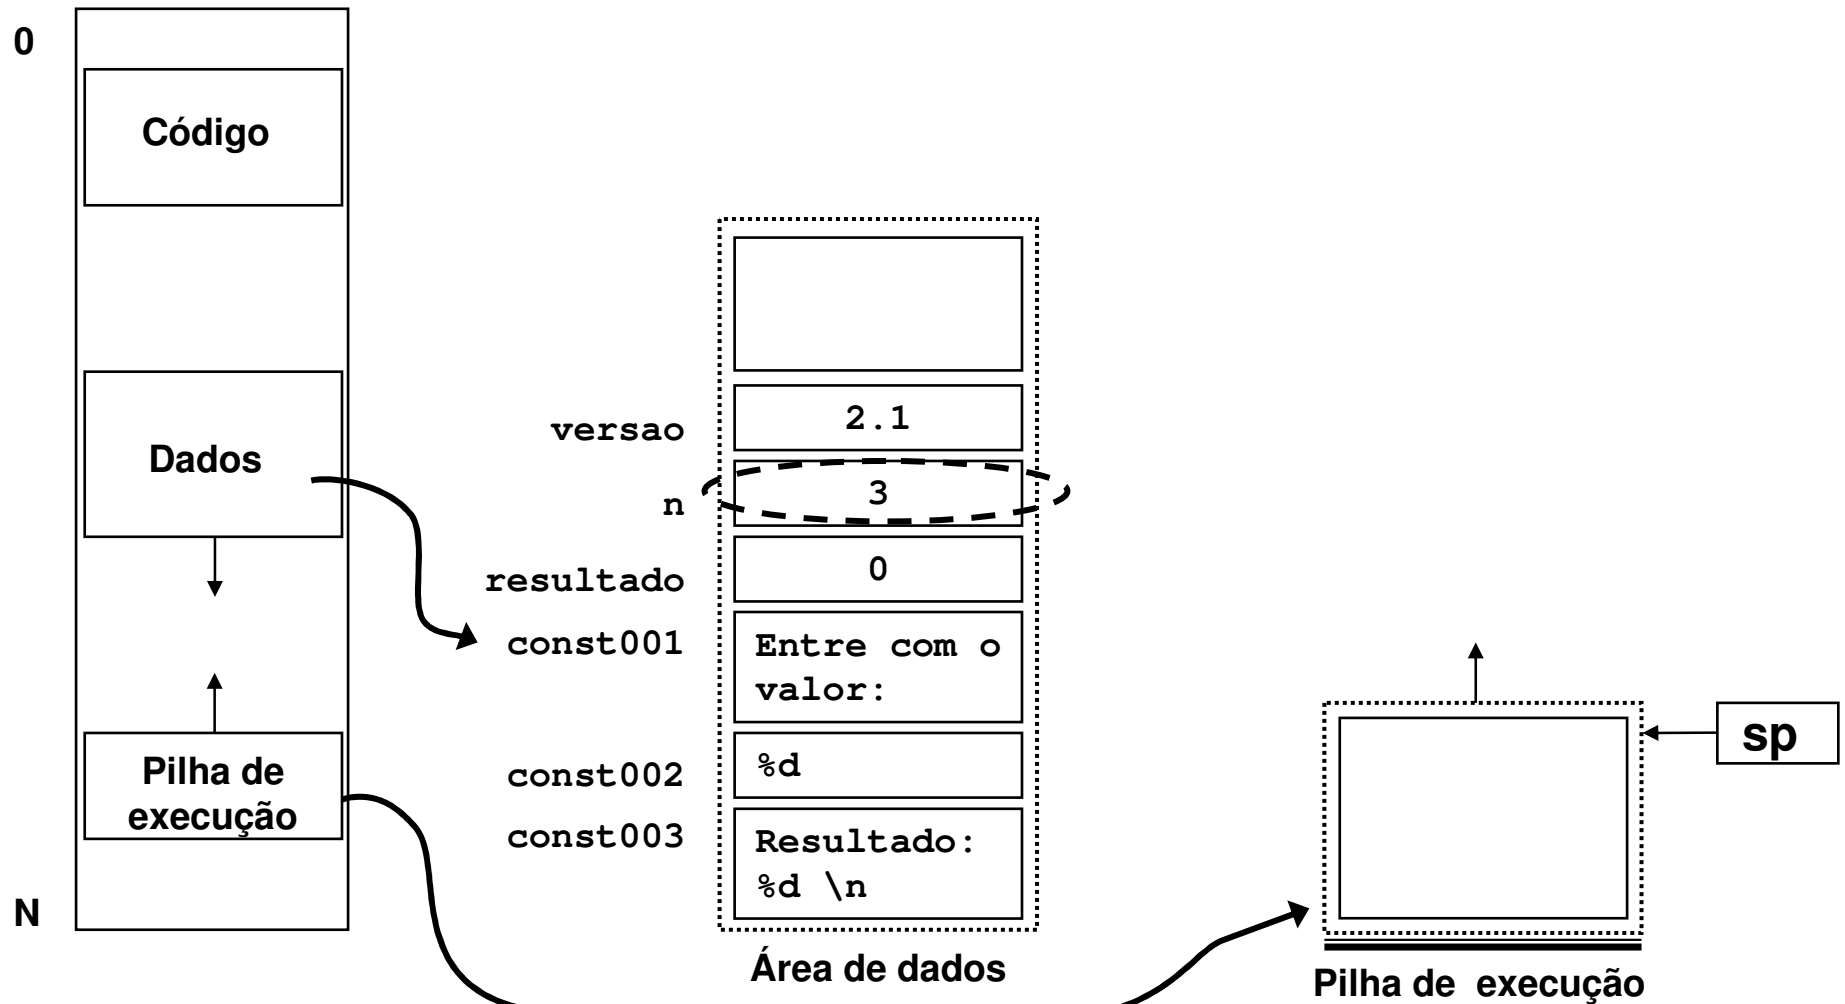 0
Código
Dados
Pilha de
execução
N
versao 2.1
n 3
resultado 0
const001 Entre com o
valor:
const002 %d
const003 Resultado:
%d \n
Área de dados
sp
Pilha de execução